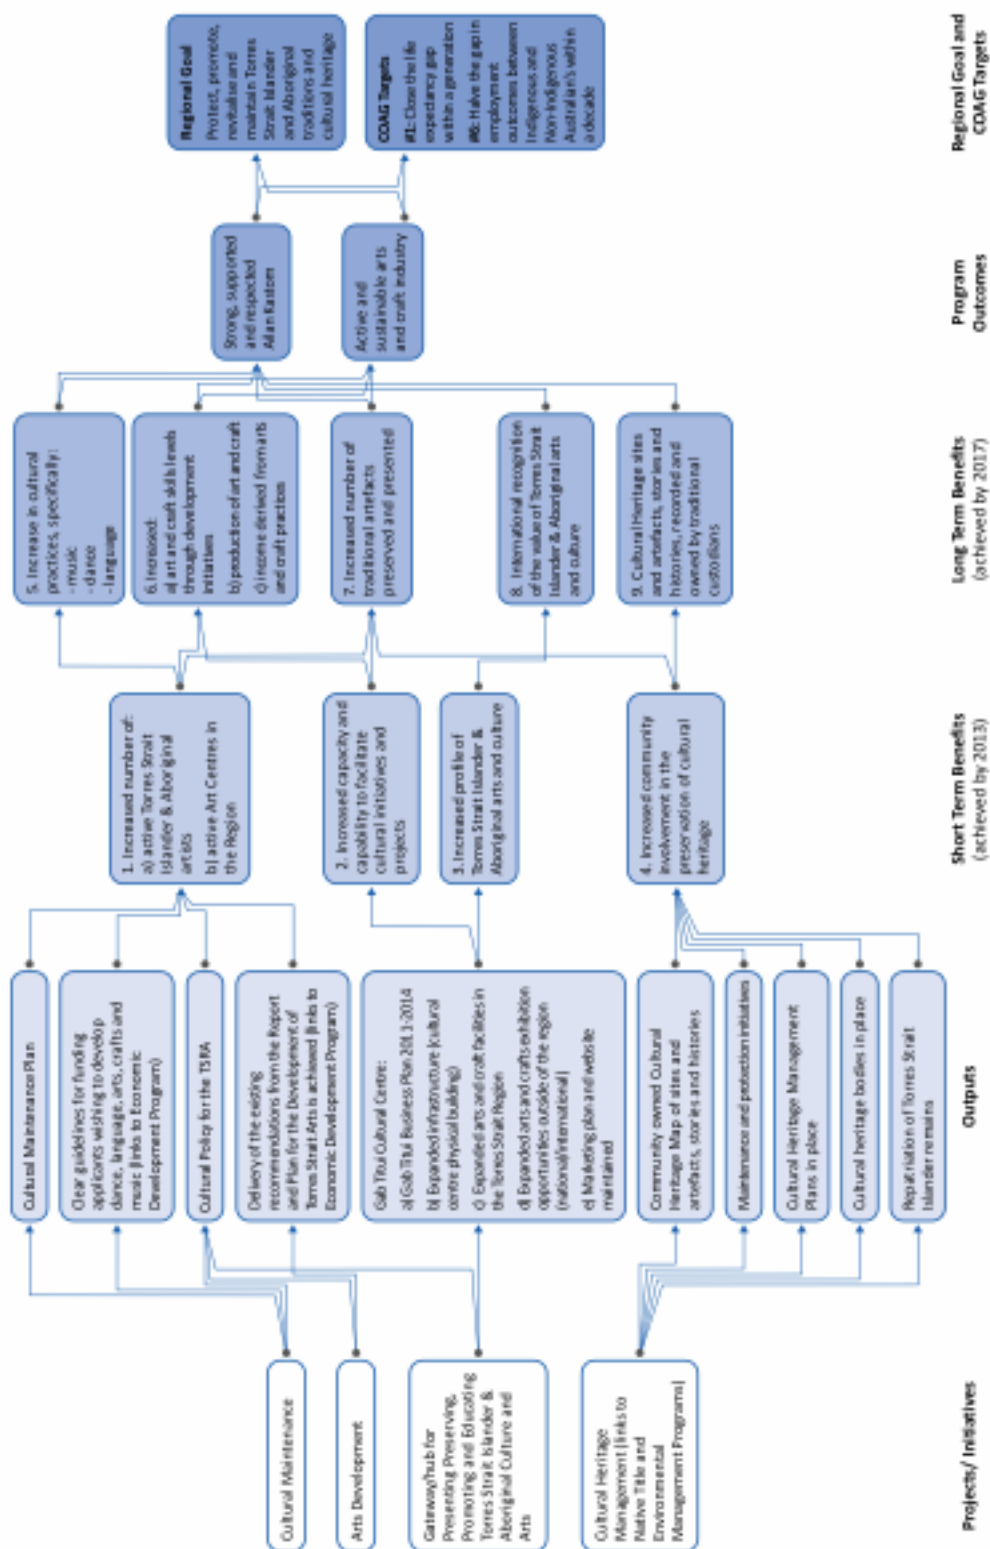 Cultural Maintenance
Arts Development
Gateway/hub for
Presenting Preserving,
Promoting and Educating
Torres Strait Islander &
Aboriginal Culture and
Arts
Cultural Heritage
Management (links to
Native Title and
Environmental
Management Programs)
Projects/ Initiatives
Cultural Maintenance Plan
Clear guidelines for funding
applicants wishing to develop
dance, language, arts, crafts and
music (links to Economic
Development Program)
Cultural Policy for the TSRA
Delivery of the existing
recommendations from the Report
and Plan for the Development of
Torres Strait Arts is achieved (links to
Economic Development Program)
Gab Titui Cultural Centre:
a) Gab Titui Business Plan 2011-2014
b) Expanded infrastructure (cultural
centre physical building)
c) Expanded arts and craft facilities in
the Torres Strait Region
d) Expanded arts and crafts exhibition
opportunities outside of the region
(national/international)
e) Marketing plan and website
maintained
Community owned Cultural
Heritage Map of sites and
artefacts, stories and histories
Maintenance and protection initiatives
Cultural Heritage Management
Plans in place
Cultural heritage bodies in place
Repatriation of Torres Strait
Islander remains
Outputs
1. Increased number of:
a) active Torres Strait
Islander & Aboriginal
artists
b) active Art Centres in
the Region
2. Increased capacity and
capability to facilitate
cultural initiatives and
projects
3. Increased profile of
Torres Strait Islander &
Aboriginal arts and culture
4. Increased community
involvement in the
preservation of cultural
heritage
Short Term Benefits
(achieved by 2013)
5. Increase in cultural
practices, specifically:
- music
- dance
- language
6. Increased:
a) art and craft skills levels
through development
initiatives
b) production of art and craft
c) income derived from arts
and craft practices
7. Increased number of
traditional artefacts
preserved and presented
8. International recognition
of the value of Torres Strait
Islander & Aboriginal arts
and culture
9. Cultural Heritage sites
and artefacts, stories and
histories, recorded and
owned by traditional
custodians
Long Term Benefits
(achieved by 2017)
Strong, supported
and respected
Ailan Kastom
Active and
sustainable arts
and craft industry
Program
Outcomes
Regional Goal
Protect, promote,
revitalise and
maintain Torres
Strait Islander
and Aboriginal
traditions and
cultural heritage
COAG Targets
#1: Close the life
expectancy gap
within a generation
#6: Halve the gap in
employment
outcomes between
Indigenous and
Non-Indigenous
Australian's within
a decade
Regional Goal and
COAG Targets